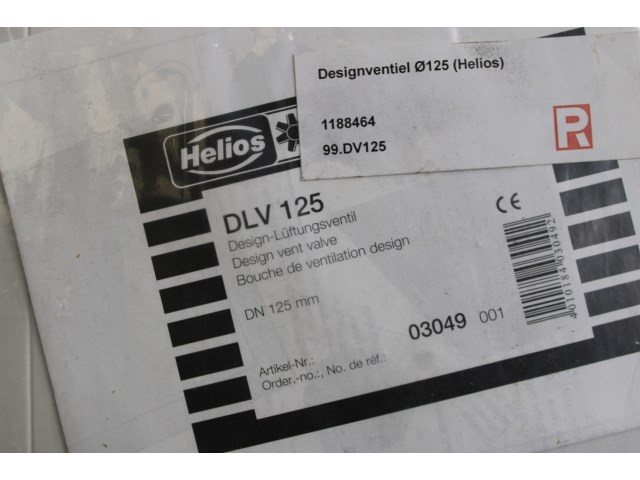 Designventiel Ø125 (Helios)
1188464
99.DV125
R
Helios
DLV 125
Design-Lüftungsventil
Design vent valve
Bouche de ventilation design
DN 125 mm
CE
4010184030492
03049 001
Artikel-Nr.:
Order.-no.:, No. de réf.: